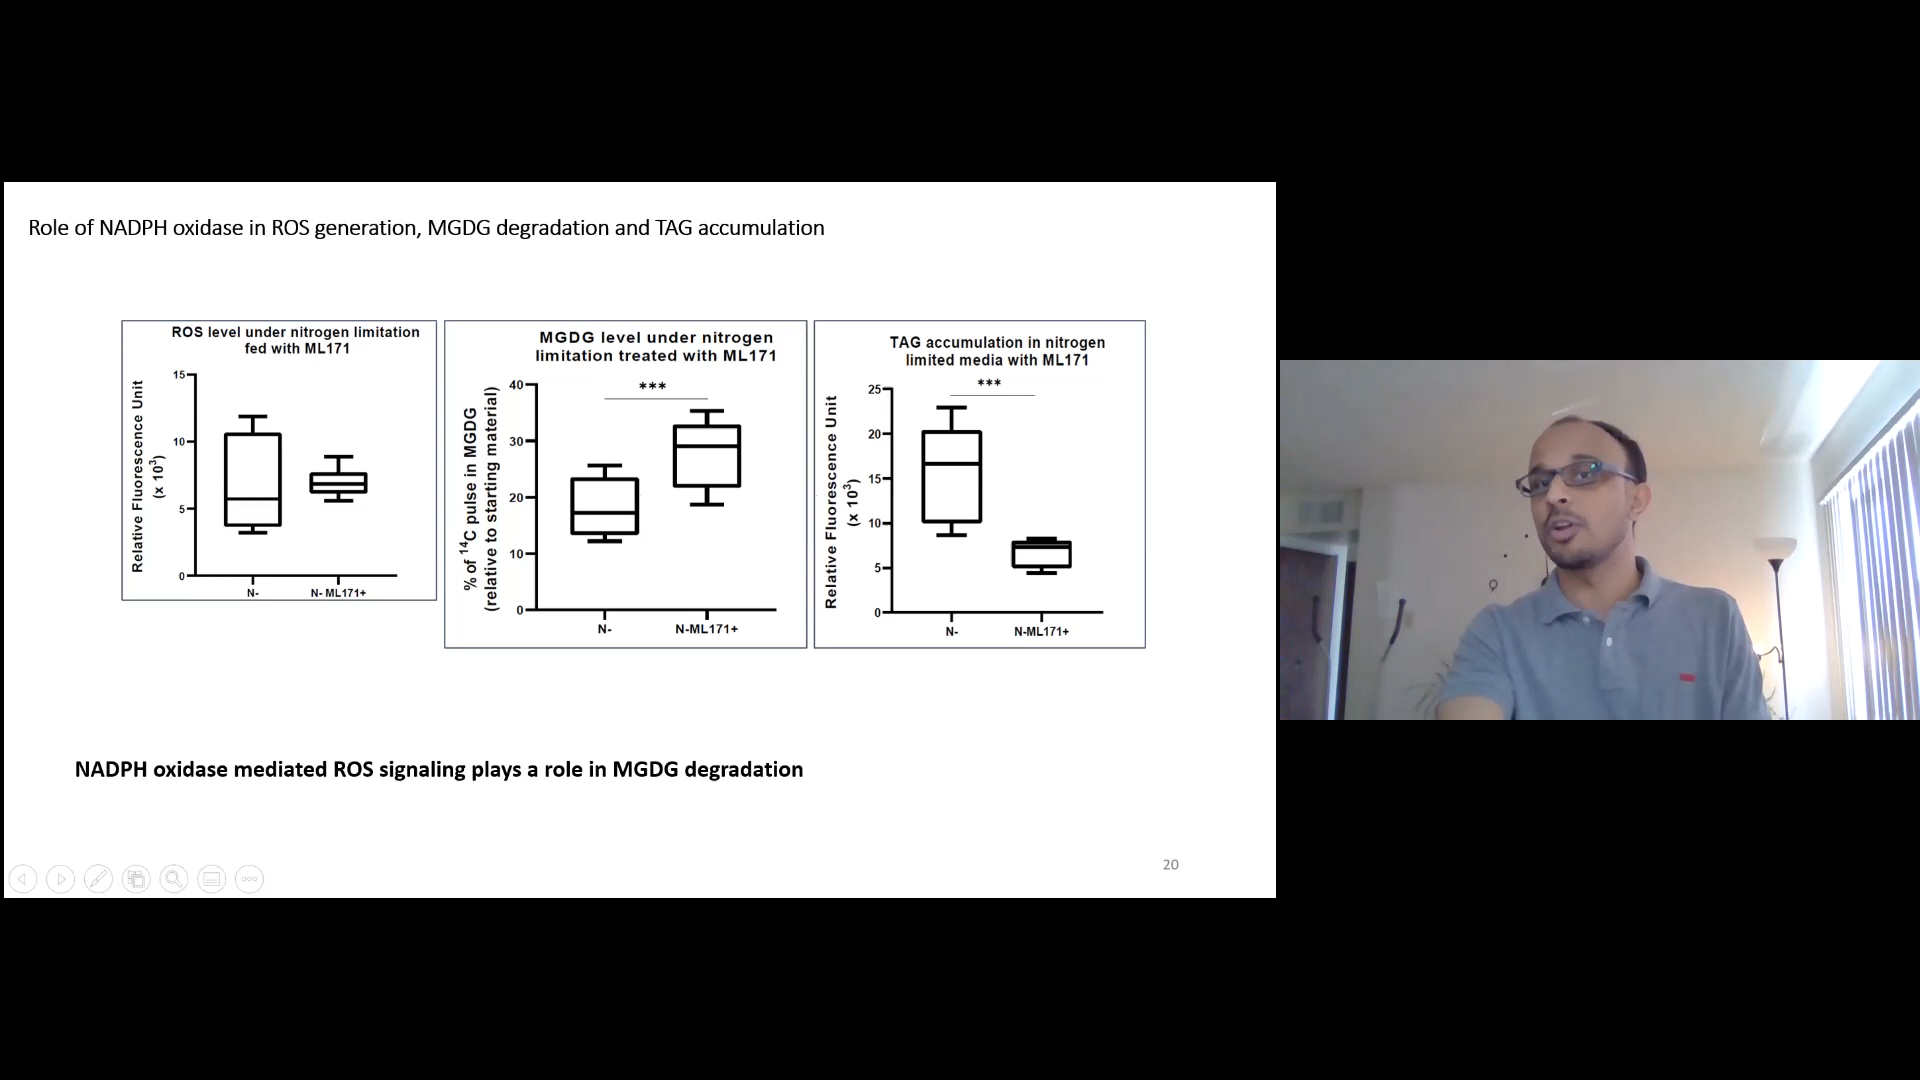 Role of NADPH oxidase in ROS generation, MGDG degradation and TAG accumulation
ROS level under nitrogen limitation
fed with ML171
Relative Fluorescence Unit
(x 10³)
15
10
5
0
N-
N- ML171+
MGDG level under nitrogen
limitation treated with ML171
% of ¹⁴C pulse in MGDG
(relative to starting material)
***
40
30
20
10
0
N-
N-ML171+
TAG accumulation in nitrogen
limited media with ML171
Relative Fluorescence Unit
(x 10³)
***
25
20
15
10
5
0
N-
N-ML171+
NADPH oxidase mediated ROS signaling plays a role in MGDG degradation
20